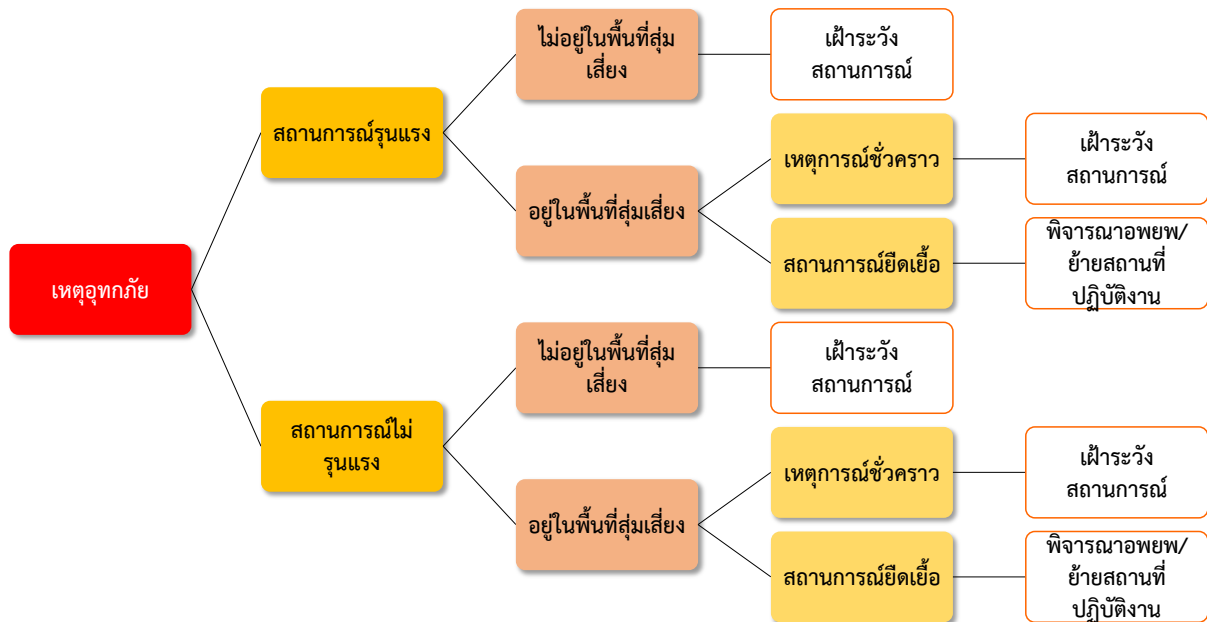 ไม่อยู่ในพื้นที่สุ่ม
เสี่ยง
เฝ้าระวัง
สถานการณ์
สถานการณ์รุนแรง
เหตุการณ์ชั่วคราว
เฝ้าระวัง
สถานการณ์
อยู่ในพื้นที่สุ่มเสี่ยง
สถานการณ์ยืดเยื้อ
พิจารณาอพยพ/
ย้ายสถานที่
ปฏิบัติงาน
เหตุอุทกภัย
ไม่อยู่ในพื้นที่สุ่ม
เสี่ยง
เฝ้าระวัง
สถานการณ์
สถานการณ์ไม่
รุนแรง
เหตุการณ์ชั่วคราว
เฝ้าระวัง
สถานการณ์
อยู่ในพื้นที่สุ่มเสี่ยง
สถานการณ์ยืดเยื้อ
พิจารณาอพยพ/
ย้ายสถานที่
ปฏิบัติงาน